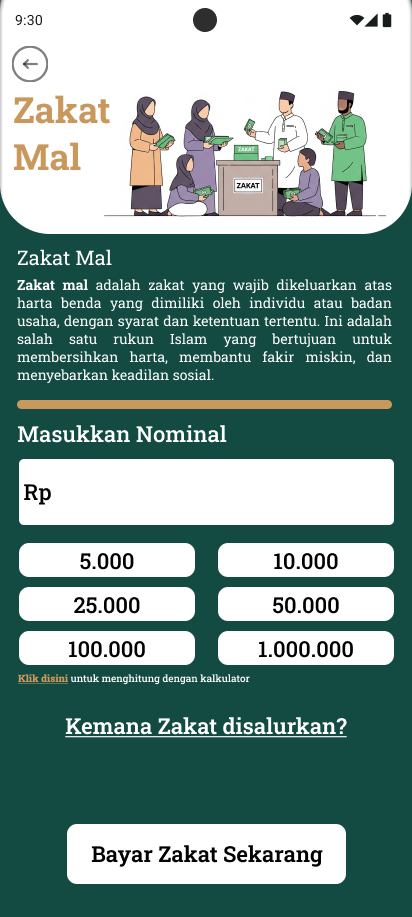 9:30
Zakat
Mal
ZAKAT
ZAKAT
Zakat Mal
Zakat mal adalah zakat yang wajib dikeluarkan atas
harta benda yang dimiliki oleh individu atau badan
usaha, dengan syarat dan ketentuan tertentu. Ini adalah
salah satu rukun Islam yang bertujuan untuk
membersihkan harta, membantu fakir miskin, dan
menyebarkan keadilan sosial.
Masukkan Nominal
Rp
5.000
10.000
25.000
50.000
100.000
1.000.000
Klik disini untuk menghitung dengan kalkulator
Kemana Zakat disalurkan?
Bayar Zakat Sekarang